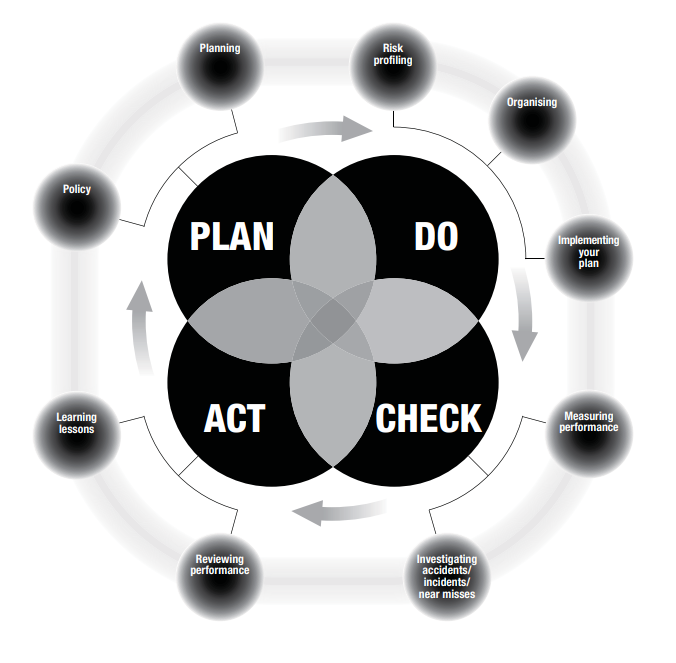 Planning
Risk
profiling
Organising
Policy
PLAN
DO
Implementing
your
plan
ACT
CHECK
Learning
lessons
Measuring
performance
Reviewing
performance
Investigating
accidents/
incidents/
near misses